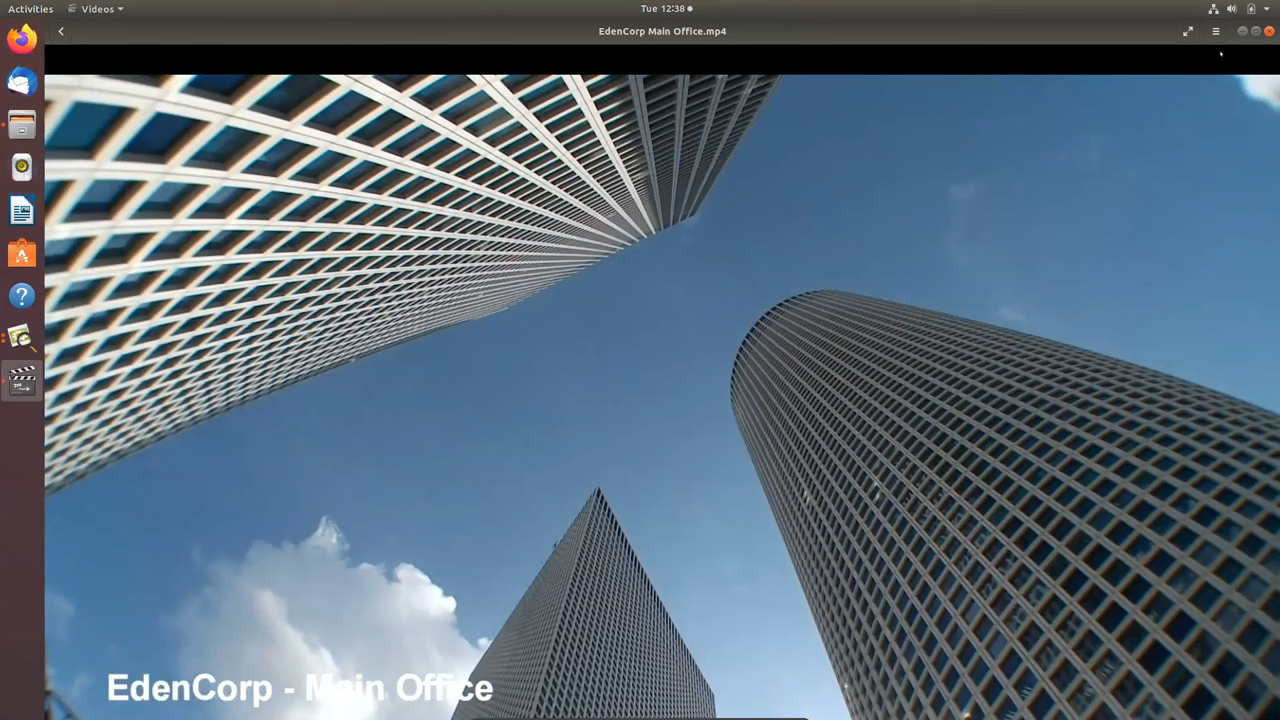 Activities
Videos
Tue 12:38
EdenCorp Main Office.mp4
EdenCorp - Main Office